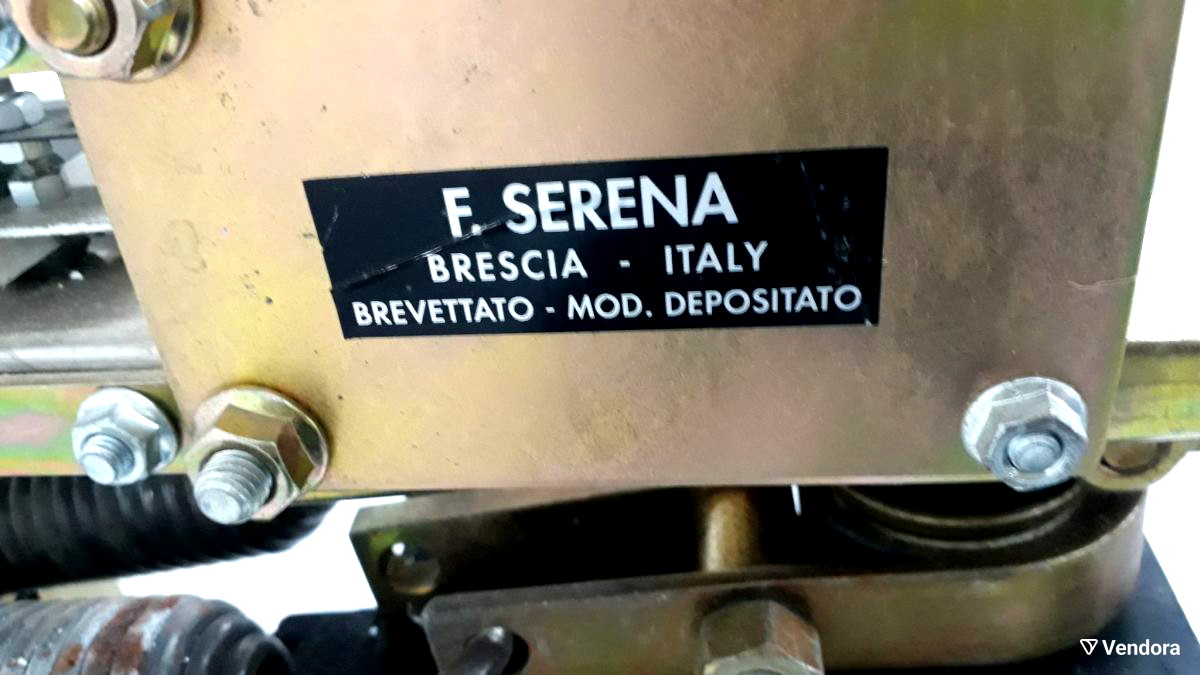 F. SERENA
BRESCIA - ITALY
BREVETTATO - MOD. DEPOSITATO
Vendora